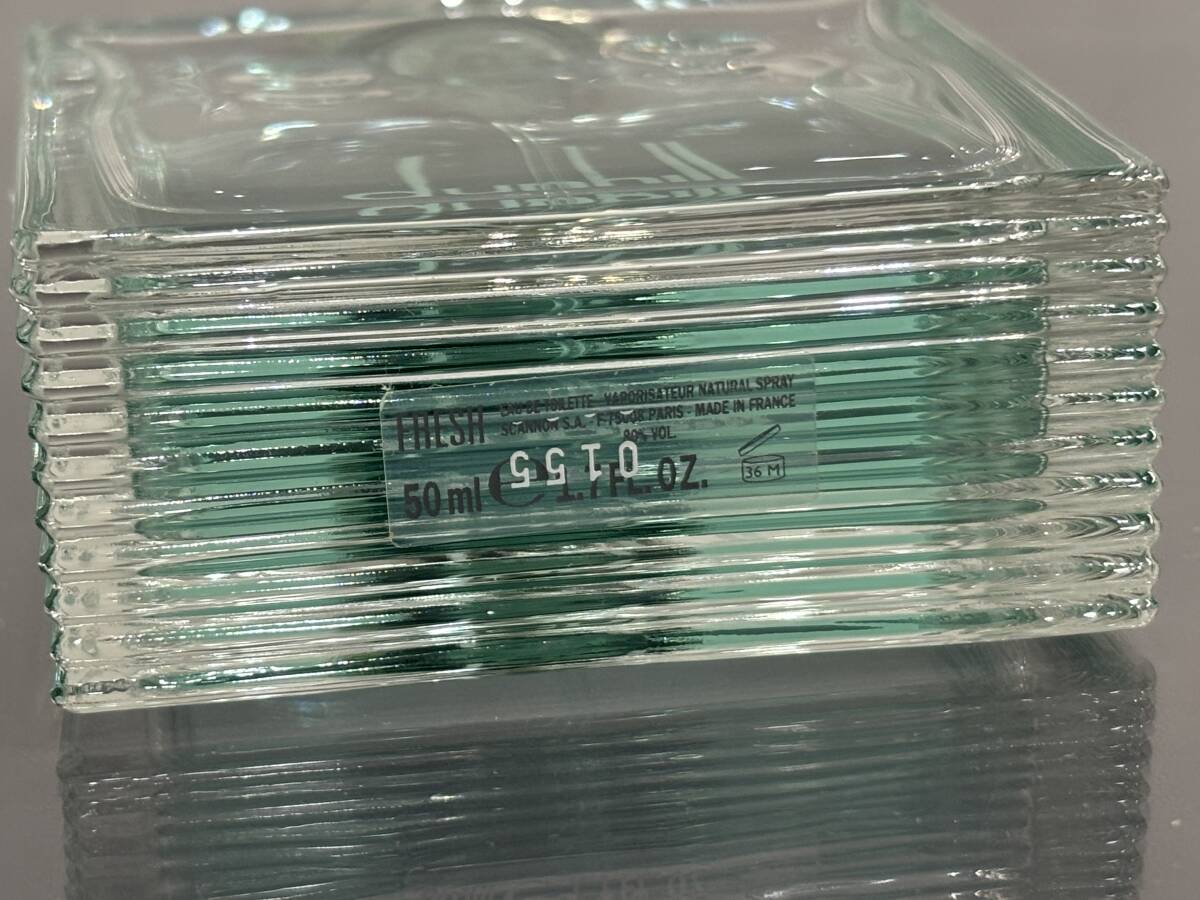 dunhill
FRESH
EAU DE TOILETTE - VAPORISATEUR NATURAL SPRAY
SCANNON S.A. - F-75008 PARIS - MADE IN FRANCE
80% VOL.
50 ml e 1.7 FL. OZ.
0155
36 M